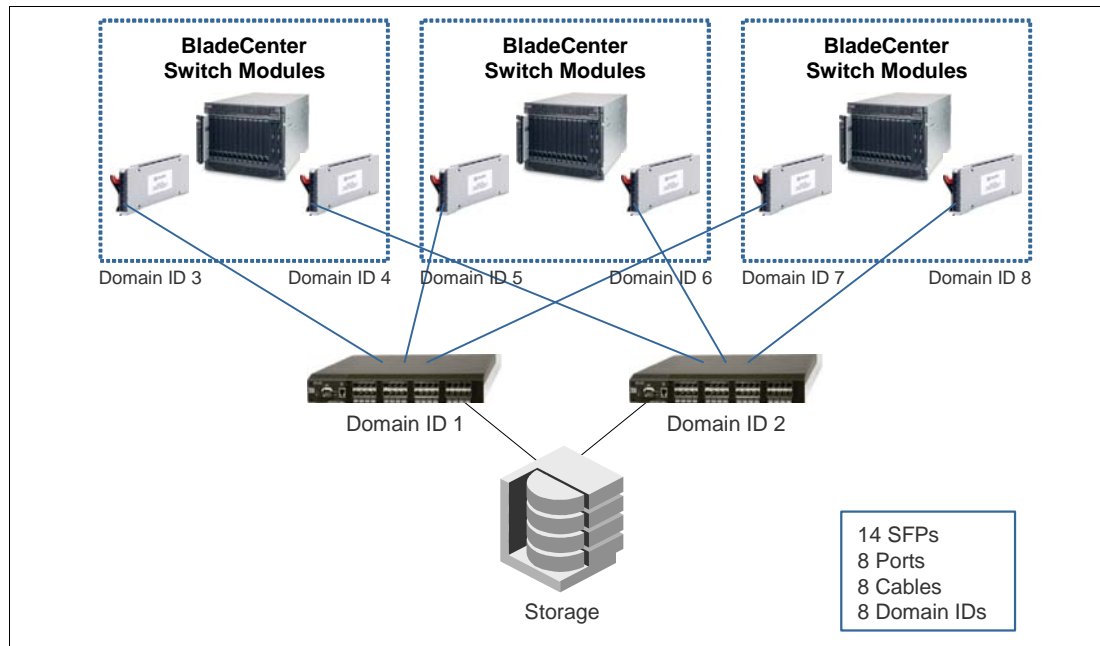 BladeCenter
Switch Modules
BladeCenter
Switch Modules
BladeCenter
Switch Modules
Domain ID 3
Domain ID 4
Domain ID 5
Domain ID 6
Domain ID 7
Domain ID 8
Domain ID 1
Domain ID 2
Storage
14 SFPs
8 Ports
8 Cables
8 Domain IDs